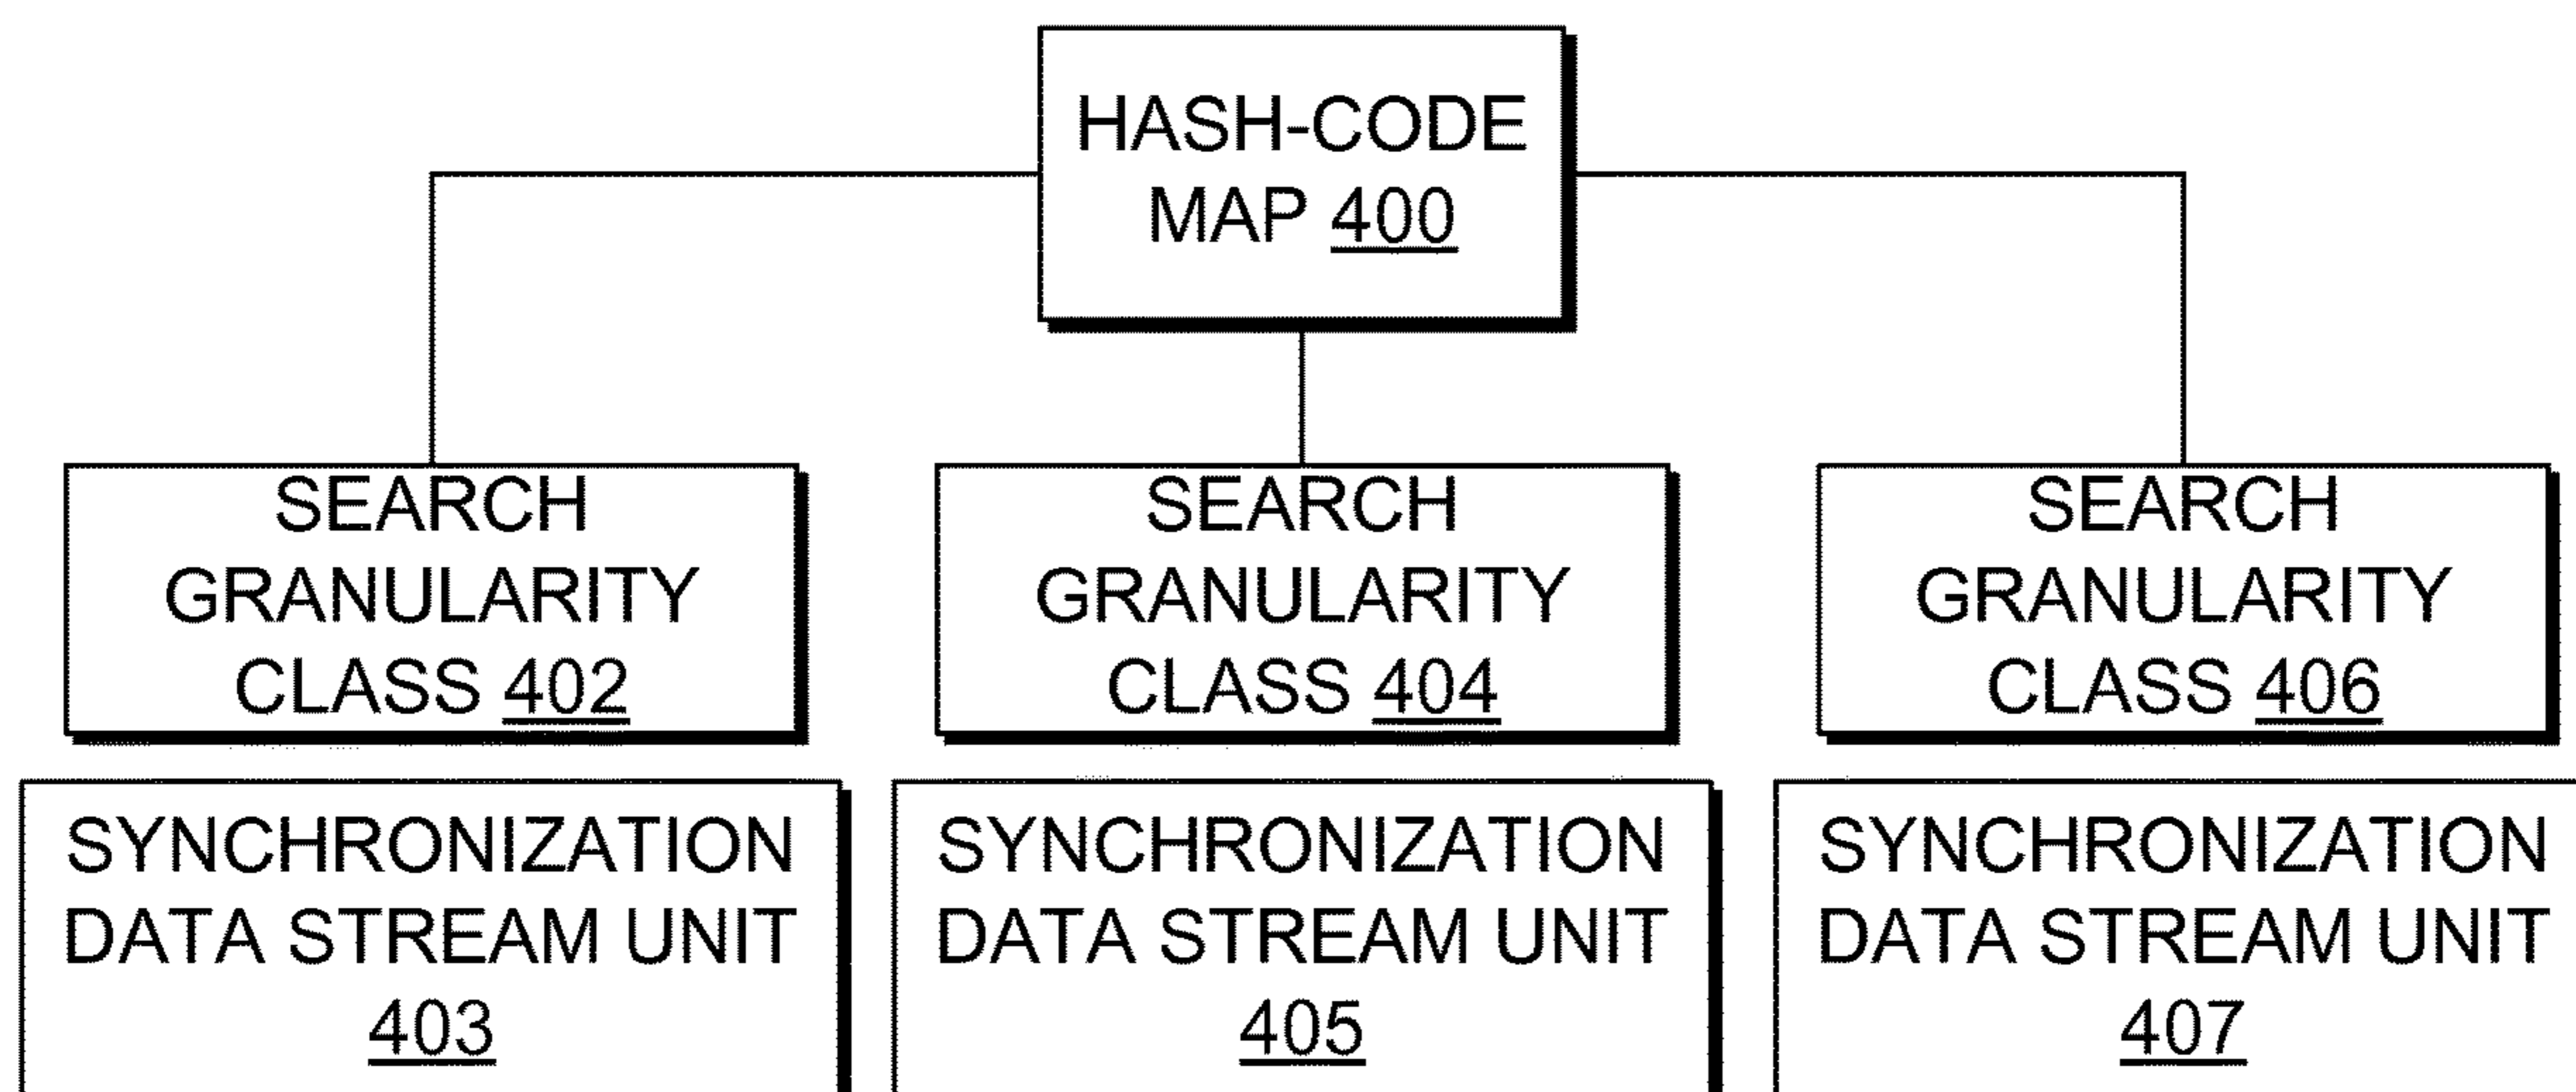 HASH-CODE
MAP 400
SEARCH
GRANULARITY
CLASS 402
SEARCH
GRANULARITY
CLASS 404
SEARCH
GRANULARITY
CLASS 406
SYNCHRONIZATION
DATA STREAM UNIT
403
SYNCHRONIZATION
DATA STREAM UNIT
405
SYNCHRONIZATION
DATA STREAM UNIT
407